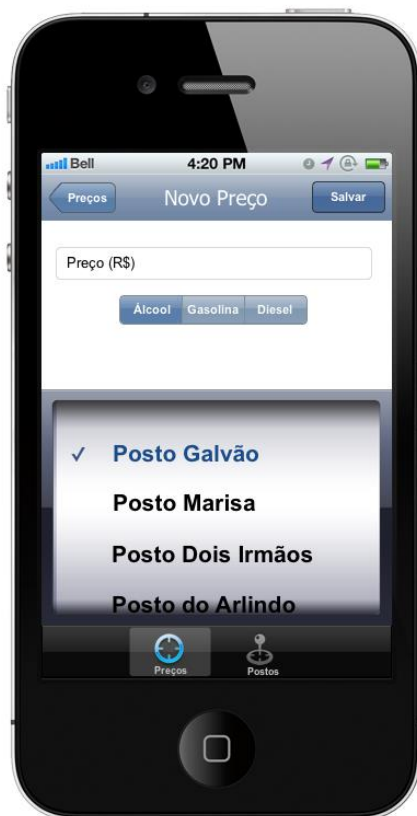 Bell 4:20 PM
Preços Novo Preço Salvar
Preço (R$)
Álcool Gasolina Diesel
✓ Posto Galvão
Posto Marisa
Posto Dois Irmãos
Posto do Arlindo
Preços Postos